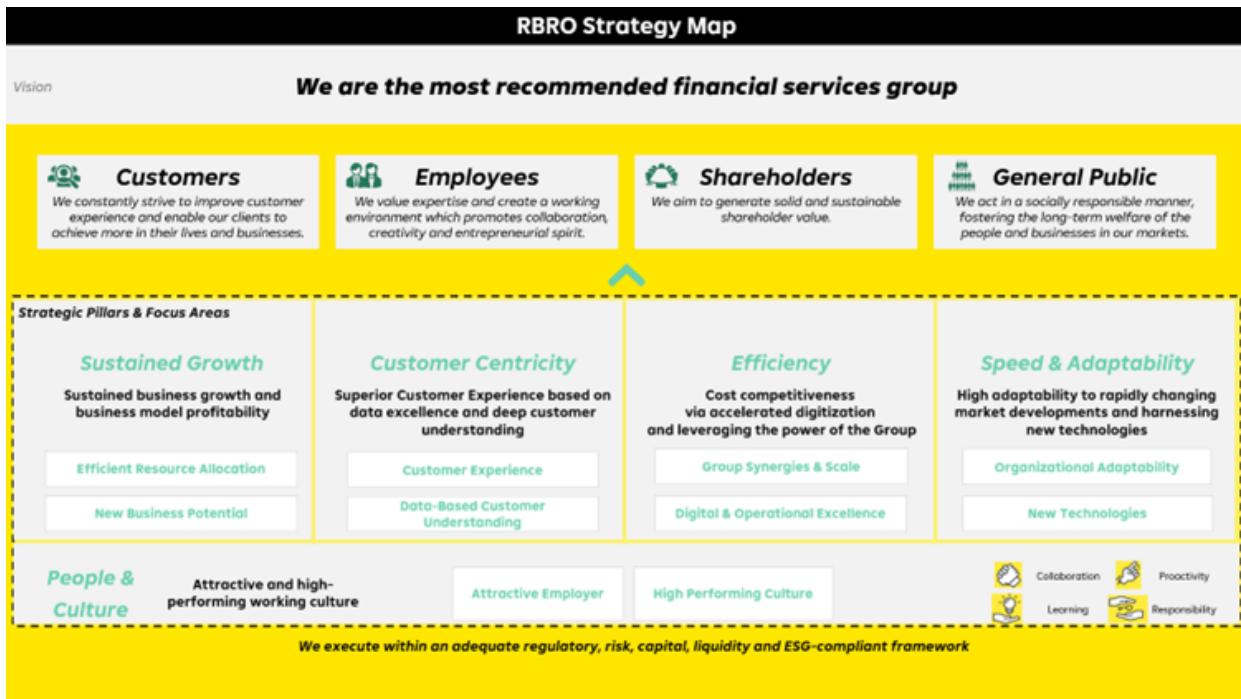 RBRO Strategy Map
Vision
We are the most recommended financial services group
Customers
We constantly strive to improve customer
experience and enable our clients to
achieve more in their lives and businesses.
Employees
We value expertise and create a working
environment which promotes collaboration,
creativity and entrepreneurial spirit.
Shareholders
We aim to generate solid and sustainable
shareholder value.
General Public
We act in a socially responsible manner,
fostering the long-term welfare of the
people and businesses in our markets.
Strategic Pillars & Focus Areas
Sustained Growth
Sustained business growth and
business model profitability
Efficient Resource Allocation
New Business Potential
Customer Centricity
Superior Customer Experience based on
data excellence and deep customer
understanding
Customer Experience
Data-Based Customer
Understanding
Efficiency
Cost competitiveness
via accelerated digitization
and leveraging the power of the Group
Group Synergies & Scale
Digital & Operational Excellence
Speed & Adaptability
High adaptability to rapidly changing
market developments and harnessing
new technologies
Organizational Adaptability
New Technologies
People &
Culture
Attractive and high-
performing working culture
Attractive Employer
High Performing Culture
Collaboration
Proactivity
Learning
Responsibility
We execute within an adequate regulatory, risk, capital, liquidity and ESG-compliant framework